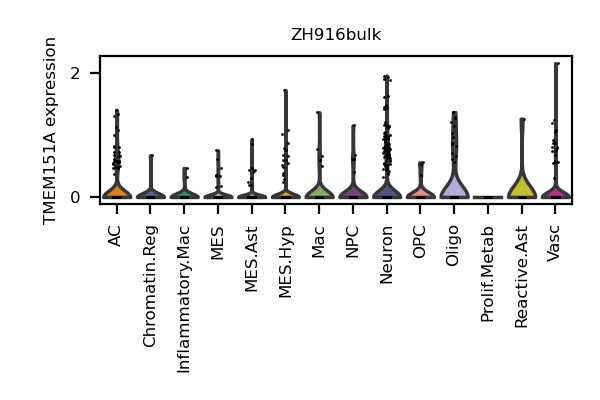 ZH916bulk
TMEM151A expression
2
0
AC
Chromatin.Reg
Inflammatory.Mac
MES
MES.Ast
MES.Hyp
Mac
NPC
Neuron
OPC
Oligo
Prolif.Metab
Reactive.Ast
Vasc